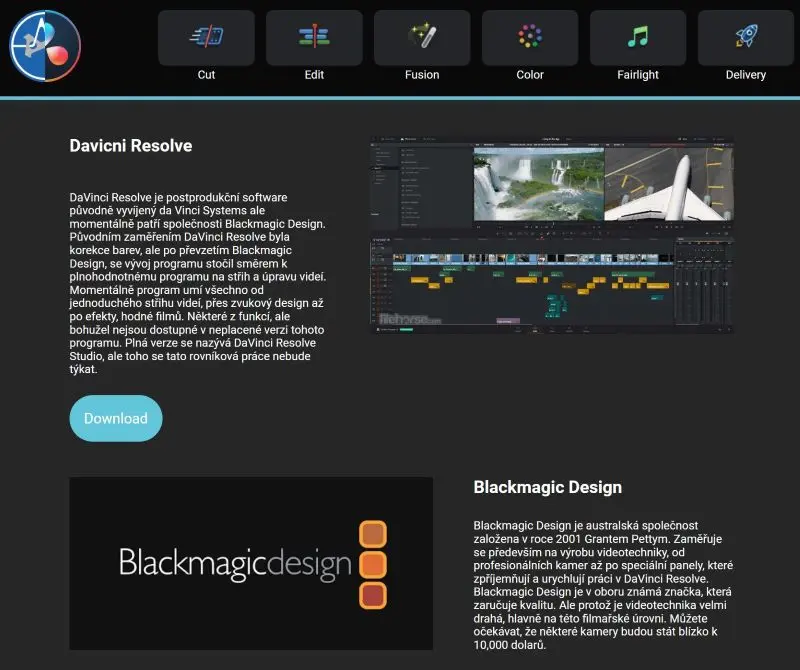 Cut
Edit
Fusion
Color
Fairlight
Delivery
Davicni Resolve
DaVinci Resolve je postprodukční software
původně vyvíjený da Vinci Systems ale
momentálně patří společnosti Blackmagic Design.
Původním zaměřením DaVinci Resolve byla
korekce barev, ale po převzetím Blackmagic
Design, se vývoj programu stočil směrem k
plnohodnotnému programu na střih a úpravu videí.
Momentálně program umí všechno od
jednoduchého střihu videí, přes zvukový design až
po efekty, hodné filmů. Některé z funkcí, ale
bohužel nejsou dostupné v neplacené verzi tohoto
programu. Plná verze se nazývá DaVinci Resolve
Studio, ale toho se tato rovníková práce nebude
týkat.
filehorse.com
Download
Blackmagicdesign
Blackmagic Design
Blackmagic Design je australská společnost
založena v roce 2001 Grantem Pettym. Zaměřuje
se především na výrobu videotechniky, od
profesionálních kamer až po speciální panely, které
zpříjemňují a urychlují práci v DaVinci Resolve.
Blackmagic Design je v oboru známá značka, která
zaručuje kvalitu. Ale protož je videotechnika velmi
drahá, hlavně na této filmařské úrovni. Můžete
očekávat, že některé kamery budou stát blízko k
10,000 dolarů.